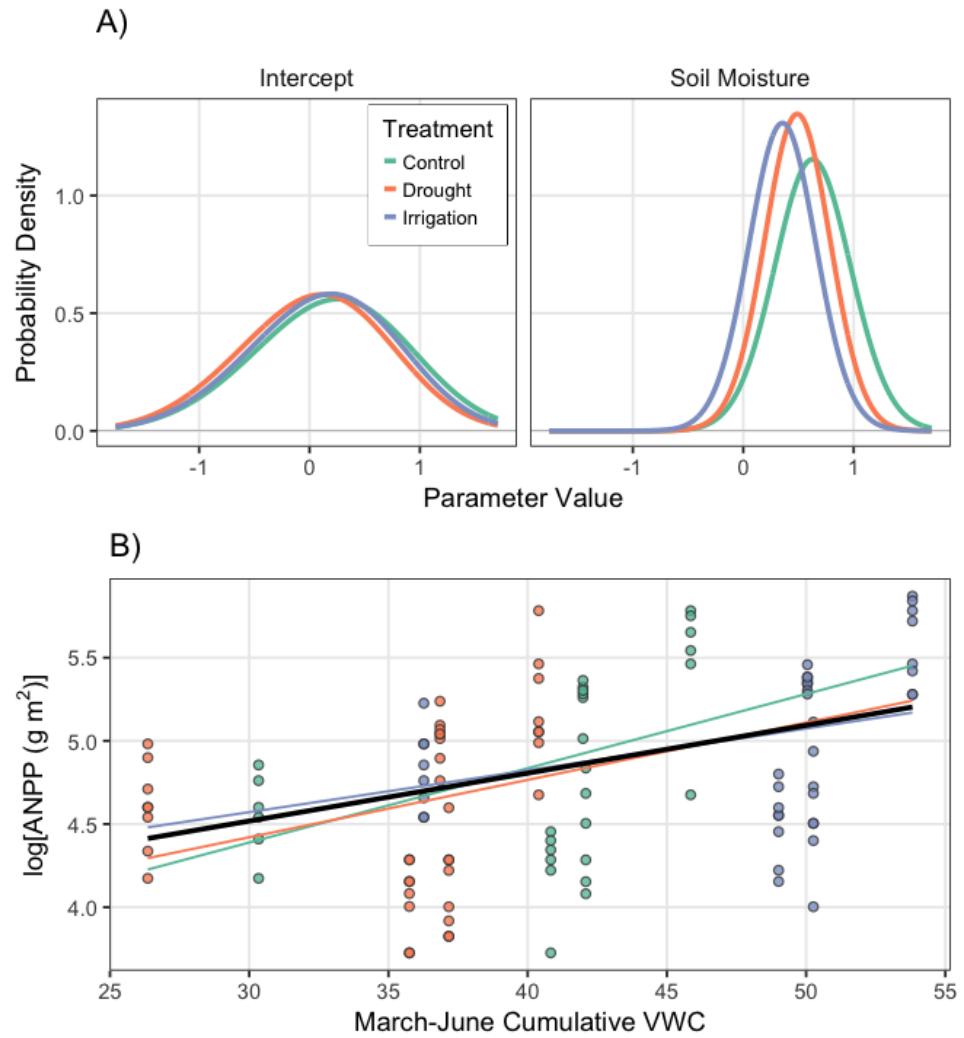 A)
Intercept
Soil Moisture
Probability Density
1.0
0.5
0.0
Treatment
Control
Drought
Irrigation
-1 0 1
-1 0 1
Parameter Value
B)
log[ANPP (g m²)]
5.5
5.0
4.5
4.0
25 30 35 40 45 50 55
March-June Cumulative VWC